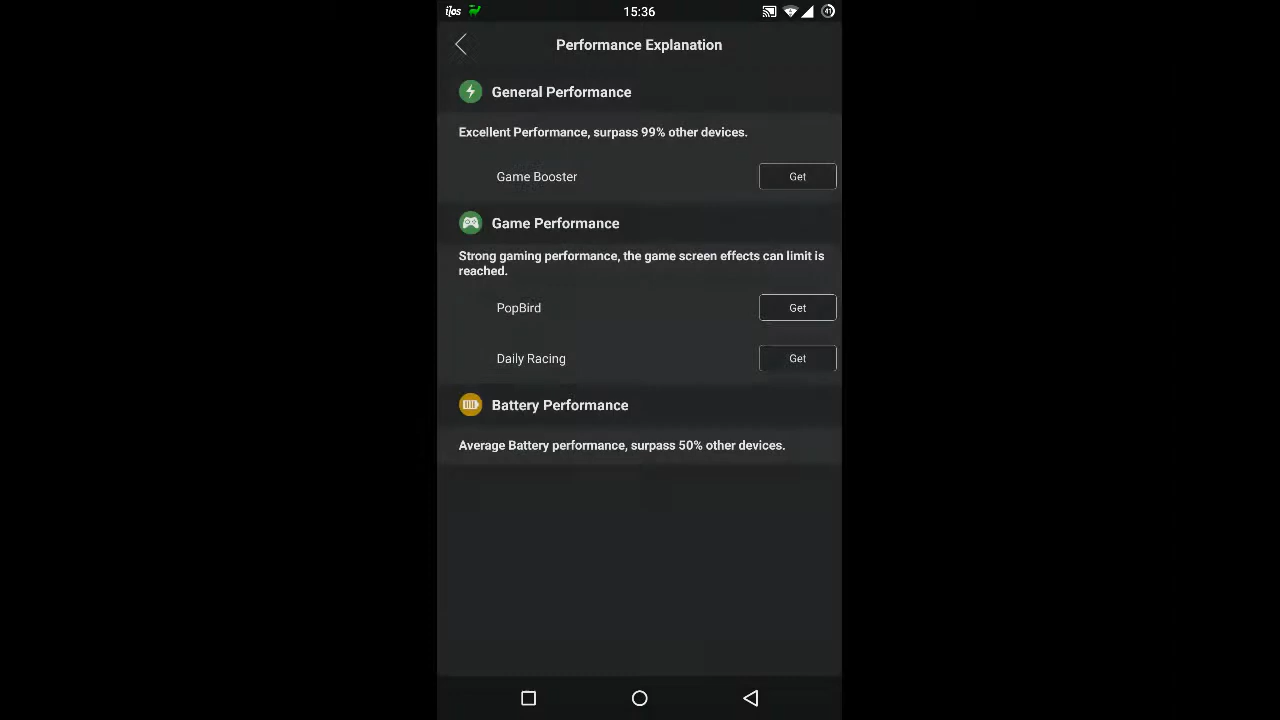 ilos
15:36
41
Performance Explanation
General Performance
Excellent Performance, surpass 99% other devices.
Game Booster
Get
Game Performance
Strong gaming performance, the game screen effects can limit is
reached.
PopBird
Get
Daily Racing
Get
Battery Performance
Average Battery performance, surpass 50% other devices.